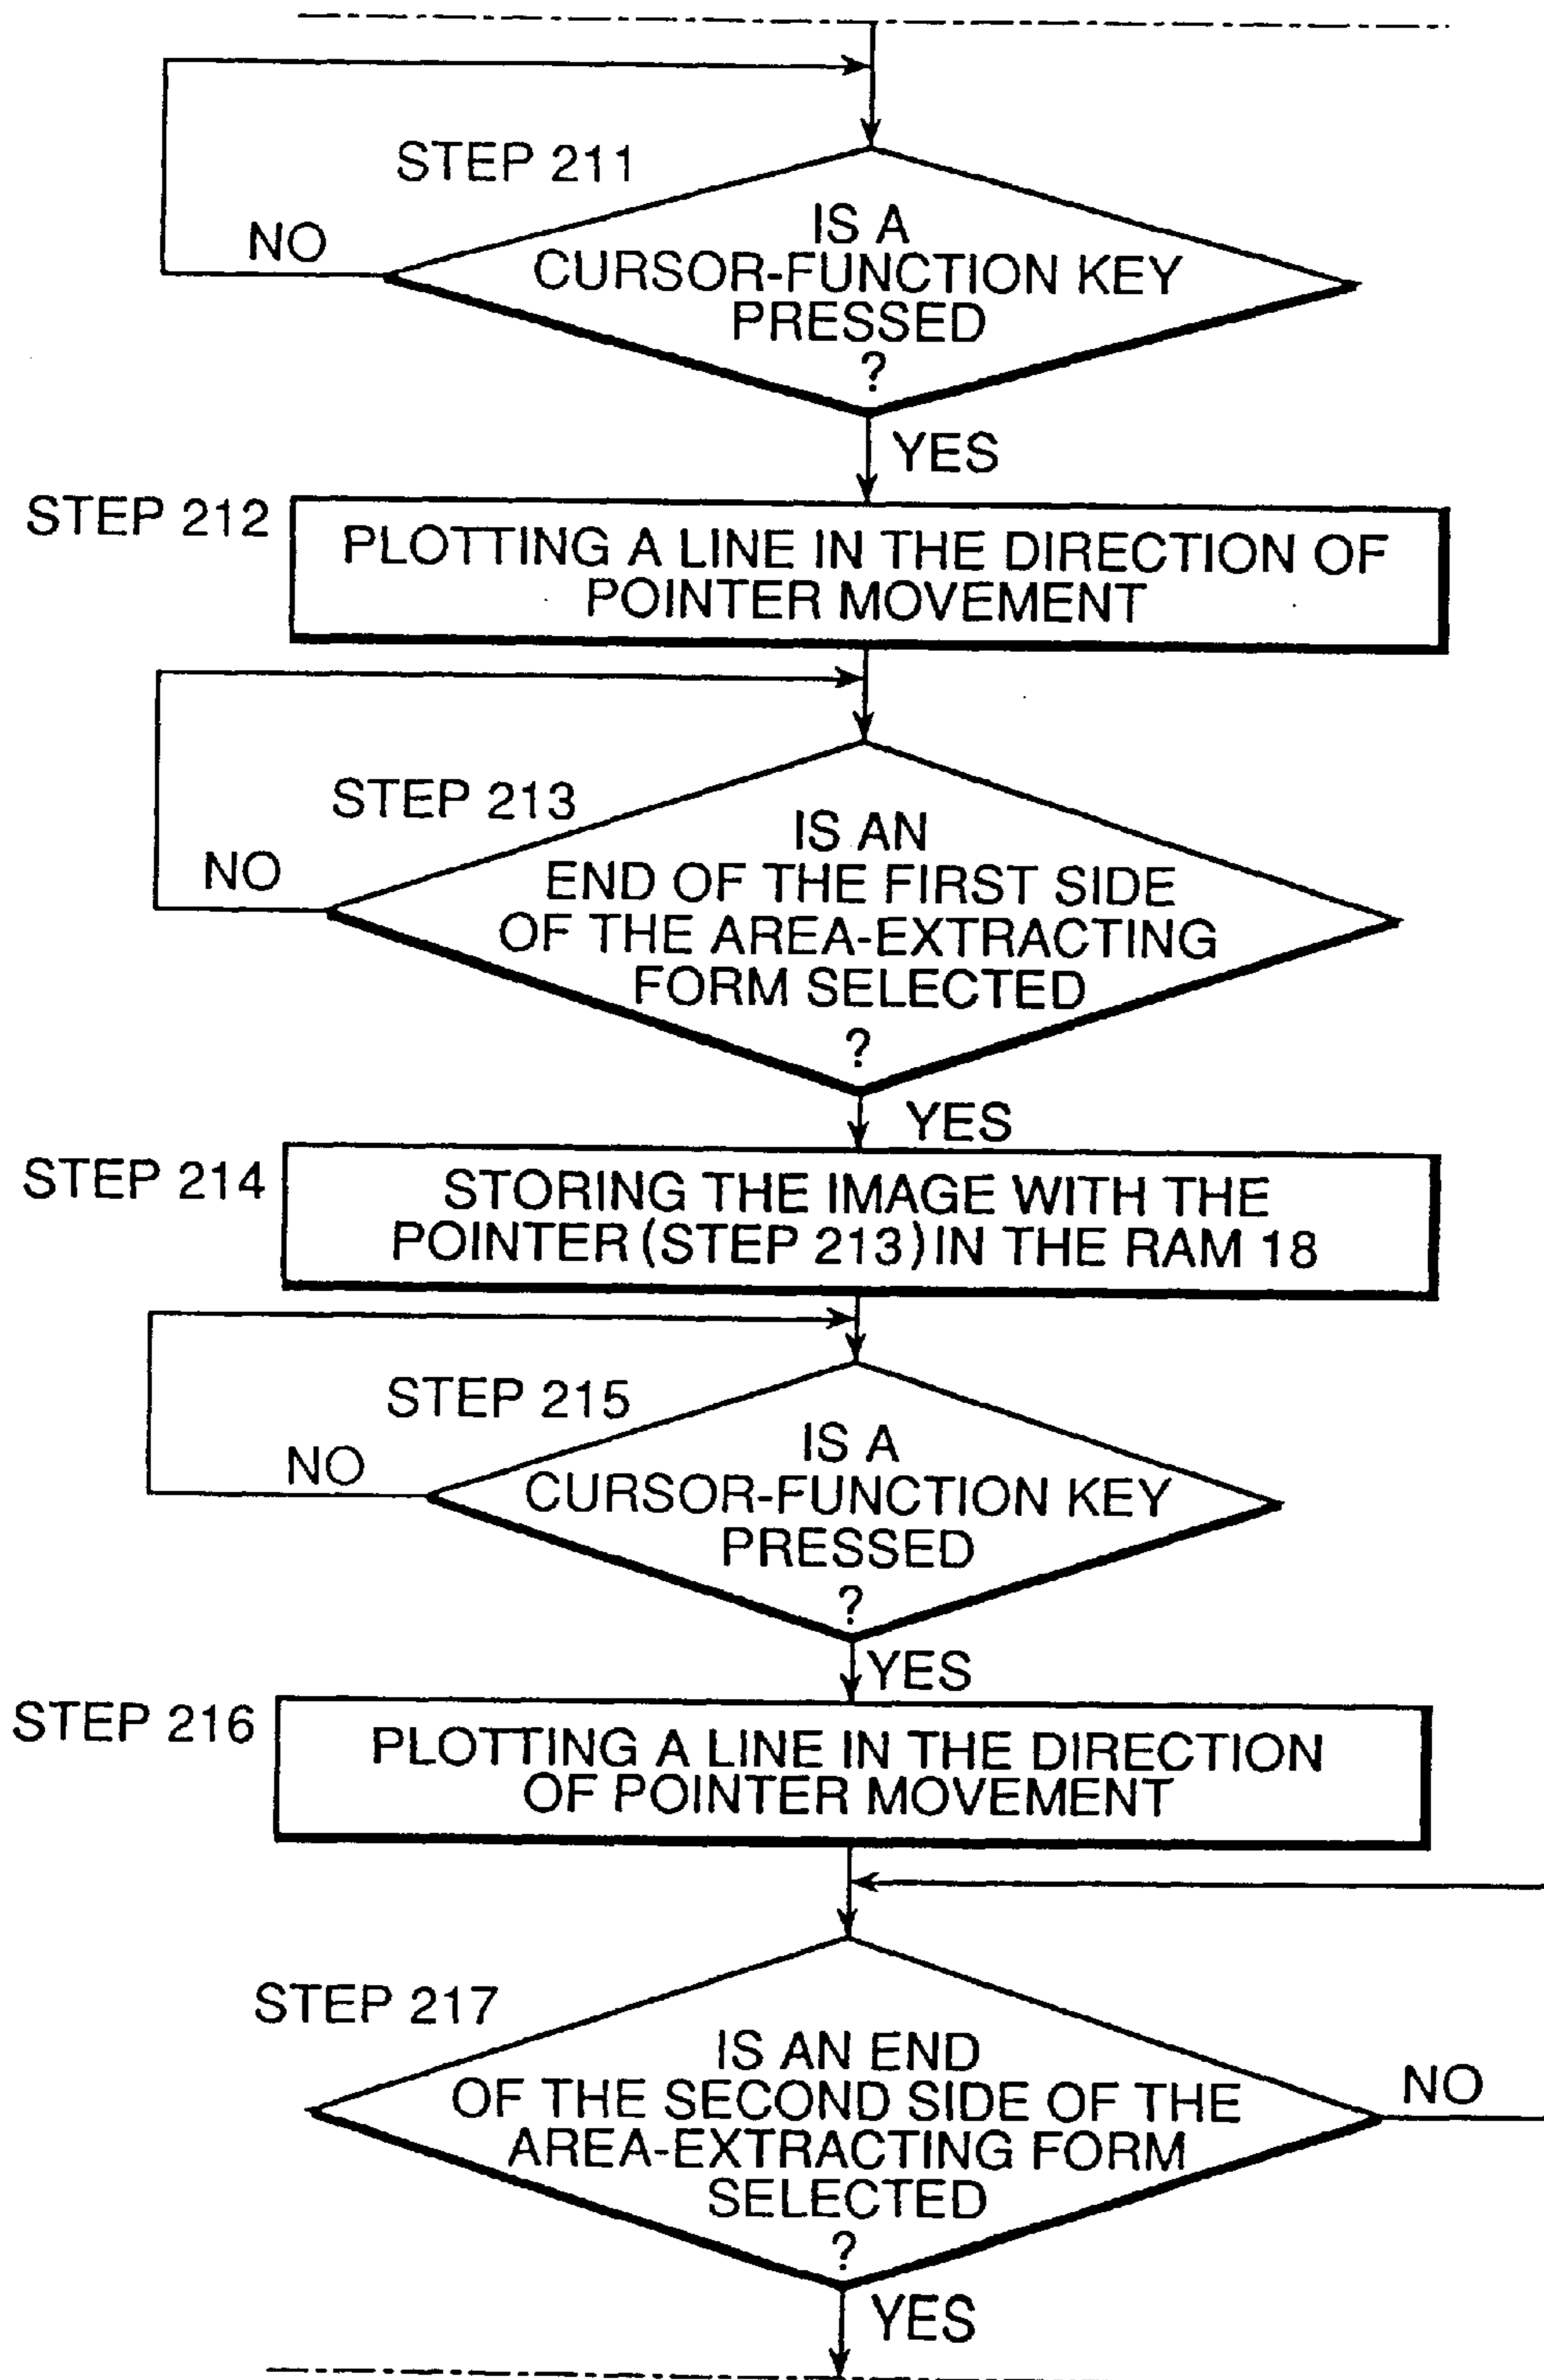 STEP 211
IS A
NO
CURSOR-FUNCTION KEY
PRESSED
?
YES
STEP 212
PLOTTING A LINE IN THE DIRECTION OF
POINTER MOVEMENT
STEP 213
IS AN
NO
END OF THE FIRST SIDE
OF THE AREA-EXTRACTING
FORM SELECTED
?
YES
STEP 214
STORING THE IMAGE WITH THE
POINTER (STEP 213) IN THE RAM 18
STEP 215
IS A
NO
CURSOR-FUNCTION KEY
PRESSED
?
YES
STEP 216
PLOTTING A LINE IN THE DIRECTION
OF POINTER MOVEMENT
STEP 217
IS AN END
NO
OF THE SECOND SIDE OF THE
AREA-EXTRACTING FORM
SELECTED
?
YES